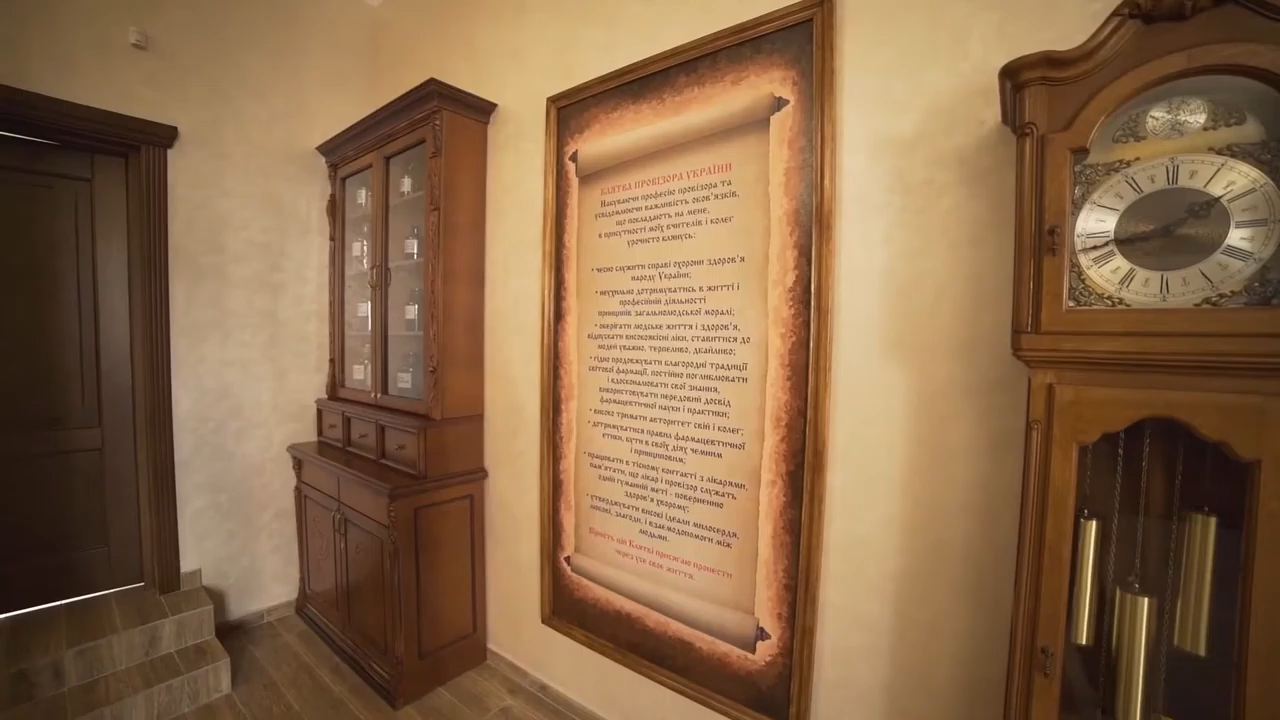 КЛЯТВА ПРОВІЗОРА УКРАЇНИ
Набуваючи професію провізора та
усвідомлюючи важливість обов'язків,
що покладають на мене,
в присутності моїх вчителів і колег
урочисто клянусь:
• чесно служити справі охорони здоров'я
народу України;
• неухильно дотримуватись в житті і
професійній діяльності
принципів загальнолюдської моралі;
• оберігати людське життя і здоров'я,
відпускати високоякісні ліки, ставитися до
людей уважно, терпеливо, дбайливо;
• гідно продовжувати благородні традиції
світової фармації, постійно поглиблювати
і вдосконалювати свої знання,
використовувати передовий досвід
фармацевтичної науки і практики;
• високо тримати авторитет свій і колег;
• дотримуватися правил фармацевтичної
етики, бути в своїх діях чемним
і принциповим;
• працювати в тісному контакті з лікарями,
пам'ятати, що лікар і провізор служать
одній гуманній меті - поверненню
здоров'я хворому;
• утверджувати високі ідеали милосердя,
любові, злагоди, і взаємодопомоги між
людьми.
Вірність цій Клятві присягаю пронести
через усе своє життя.